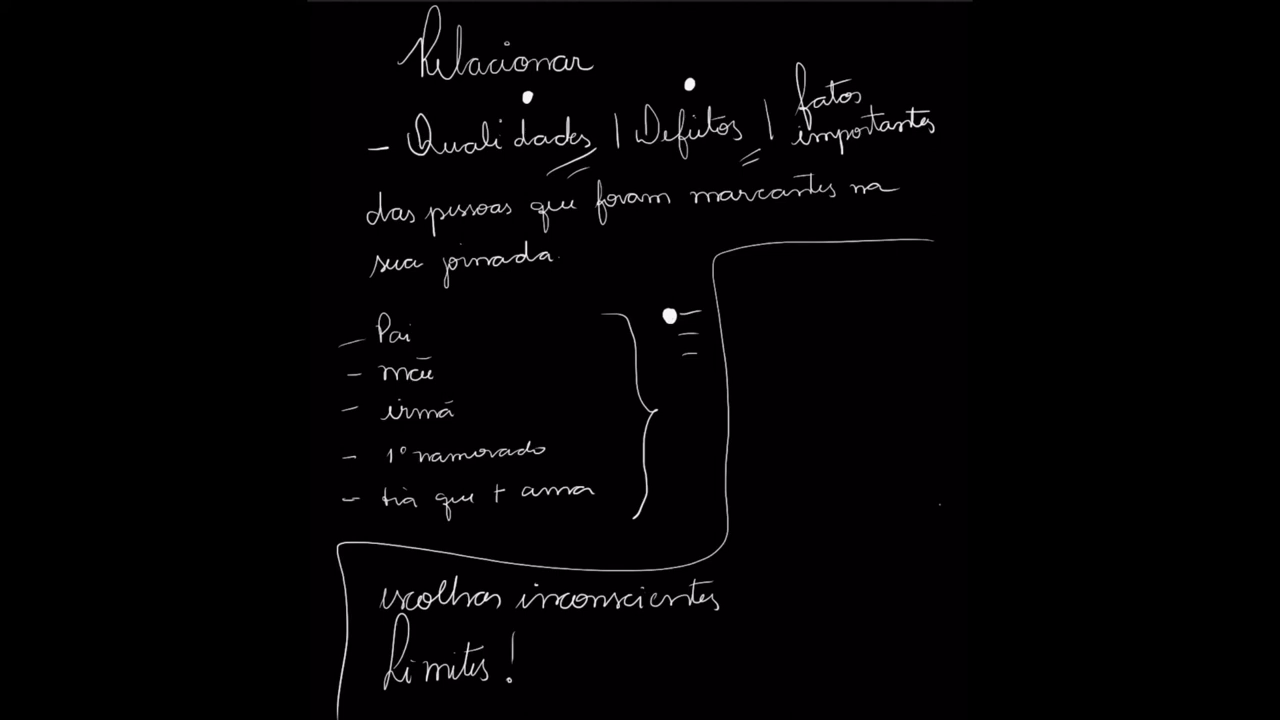 Relacionar
- Qualidades | Defeitos | fatos importantes
das pessoas que foram marcantes na
sua jornada.
- Pai
- mãe
- irmã
- 1º namorado
- tia que + ama
escolhas inconscientes
Limites!